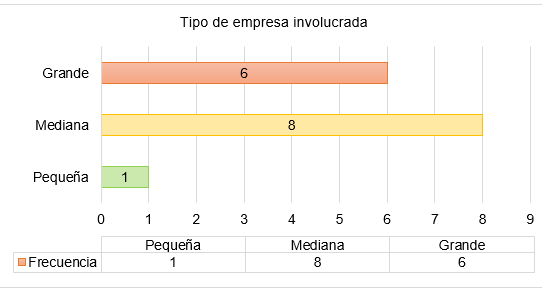 Tipo de empresa involucrada
Grande
6
Mediana
8
Pequeña
1
0 1 2 3 4 5 6 7 8 9
Pequeña Mediana Grande
Frecuencia 1 8 6